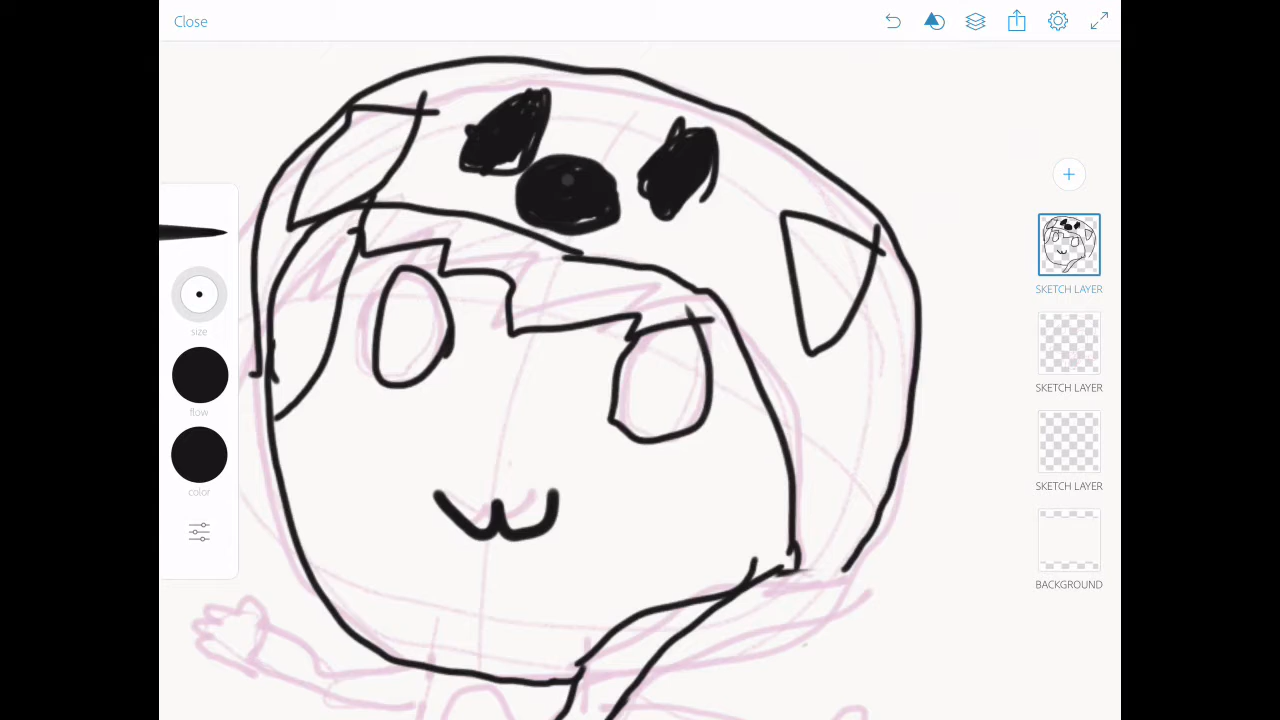 Close
size
flow
color
SKETCH LAYER
SKETCH LAYER
SKETCH LAYER
BACKGROUND